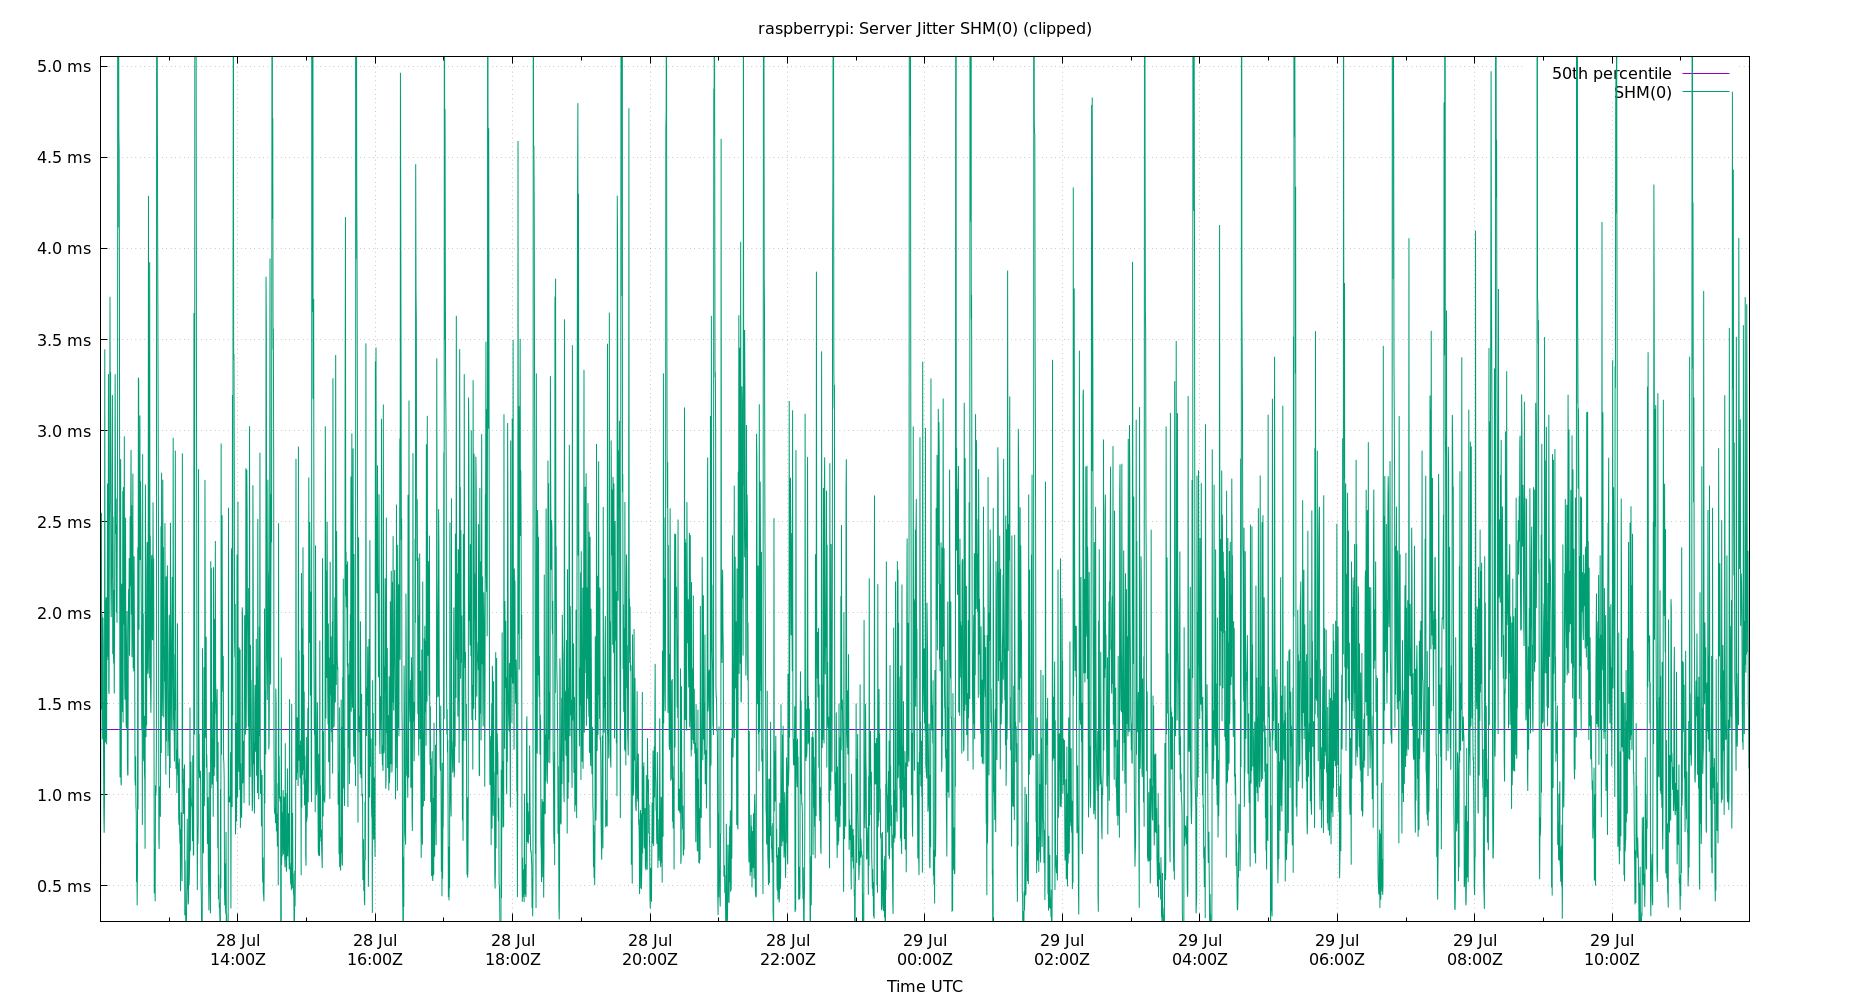 raspberrypi: Server Jitter SHM(0) (clipped)
5.0 ms
4.5 ms
4.0 ms
3.5 ms
3.0 ms
2.5 ms
2.0 ms
1.5 ms
1.0 ms
0.5 ms
50th percentile
SHM(0)
28 Jul 28 Jul 28 Jul 28 Jul 28 Jul 29 Jul 29 Jul 29 Jul 29 Jul 29 Jul 29 Jul
14:00Z 16:00Z 18:00Z 20:00Z 22:00Z 00:00Z 02:00Z 04:00Z 06:00Z 08:00Z 10:00Z
Time UTC